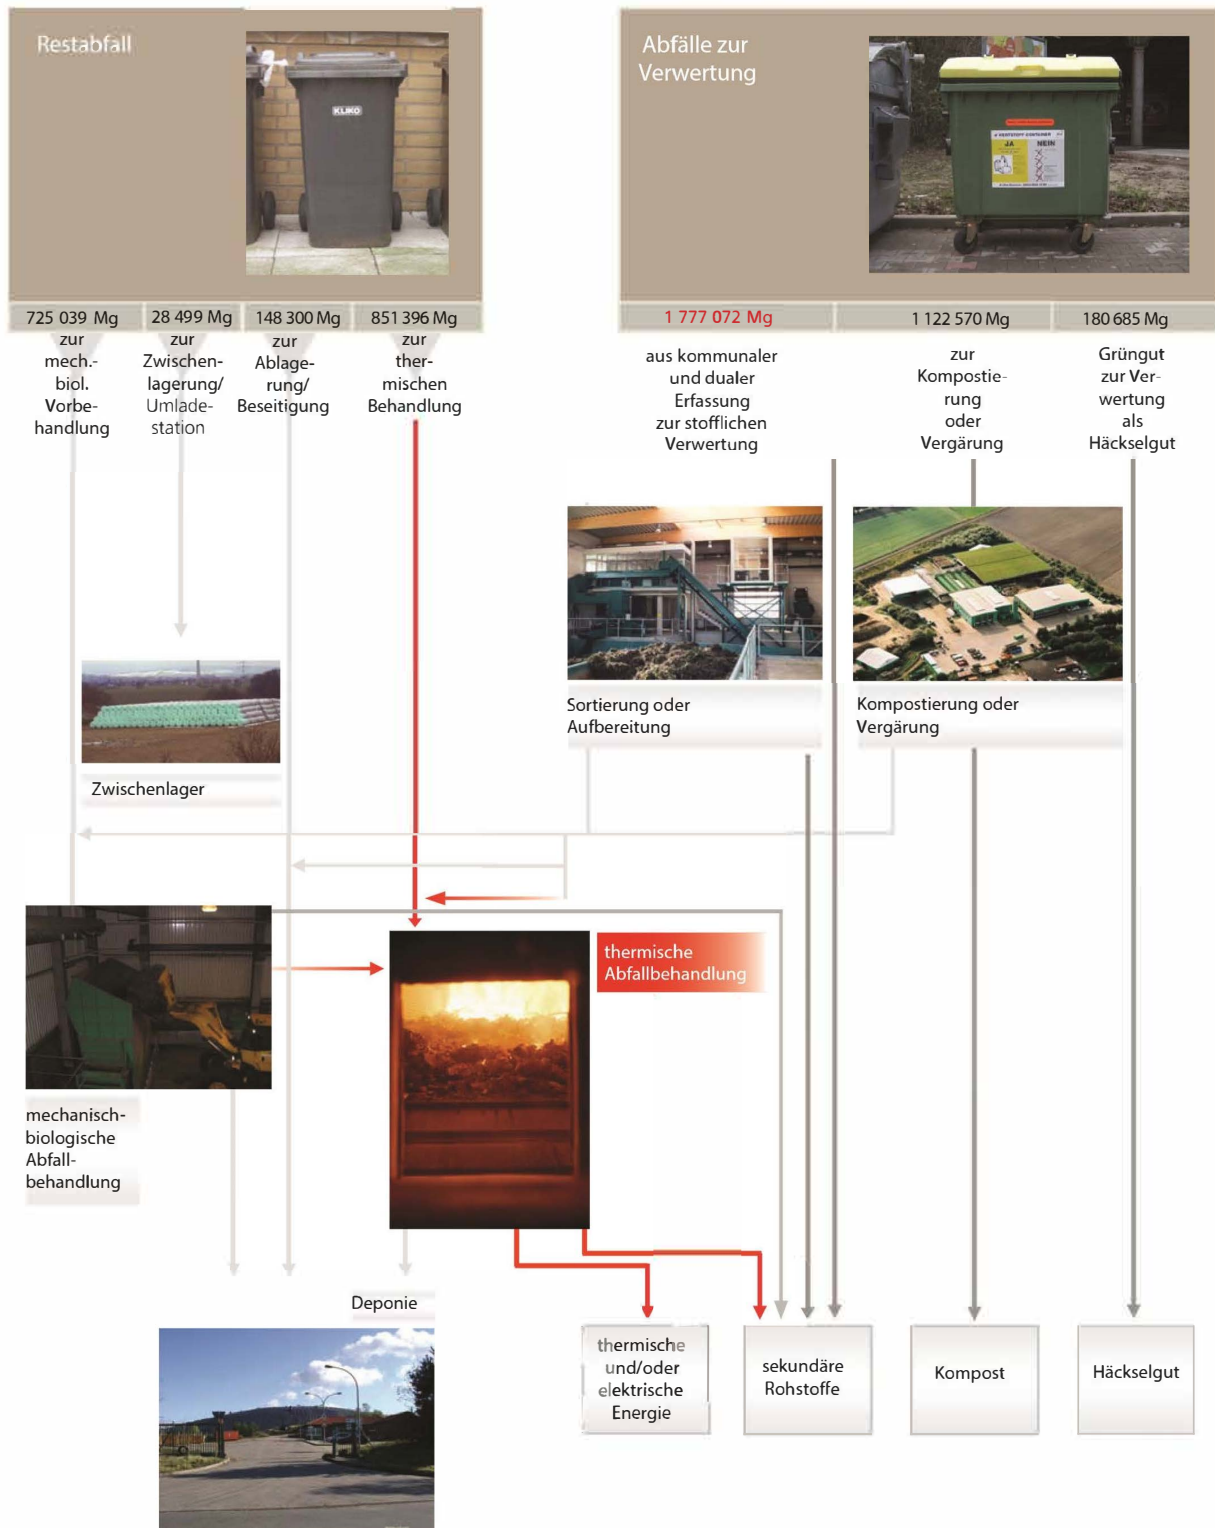 Restabfall
KLIKO
Abfälle zur
Verwertung
JA
NEIN
725 039 Mg
zur
mech.-
biol.
Vorbe-
handlung
28 499 Mg
zur
Zwischen-
lagerung/
Umlade-
station
148 300 Mg
zur
Ablage-
rung/
Beseitigung
851 396 Mg
zur
ther-
mischen
Behandlung
1 777 072 Mg
aus kommunaler
und dualer
Erfassung
zur stofflichen
Verwertung
1 122 570 Mg
zur
Kompostie-
rung
oder
Vergärung
180 685 Mg
Grüngut
zur Ver-
wertung
als
Häckselgut
Sortierung oder
Aufbereitung
Kompostierung oder
Vergärung
Zwischenlager
thermische
Abfallbehandlung
mechanisch-
biologische
Abfall-
behandlung
Deponie
thermische
und/oder
elektrische
Energie
sekundäre
Rohstoffe
Kompost
Häckselgut